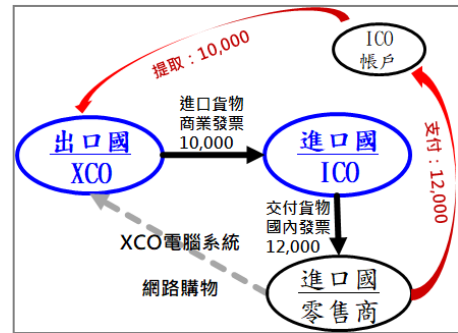 提取：10,000
ICO
帳戶
進口貨物
商業發票
10,000
出口國
XCO
進口國
ICO
支付：12,000
交付貨物
國內發票
12,000
XCO電腦系統
網路購物
進口國
零售商